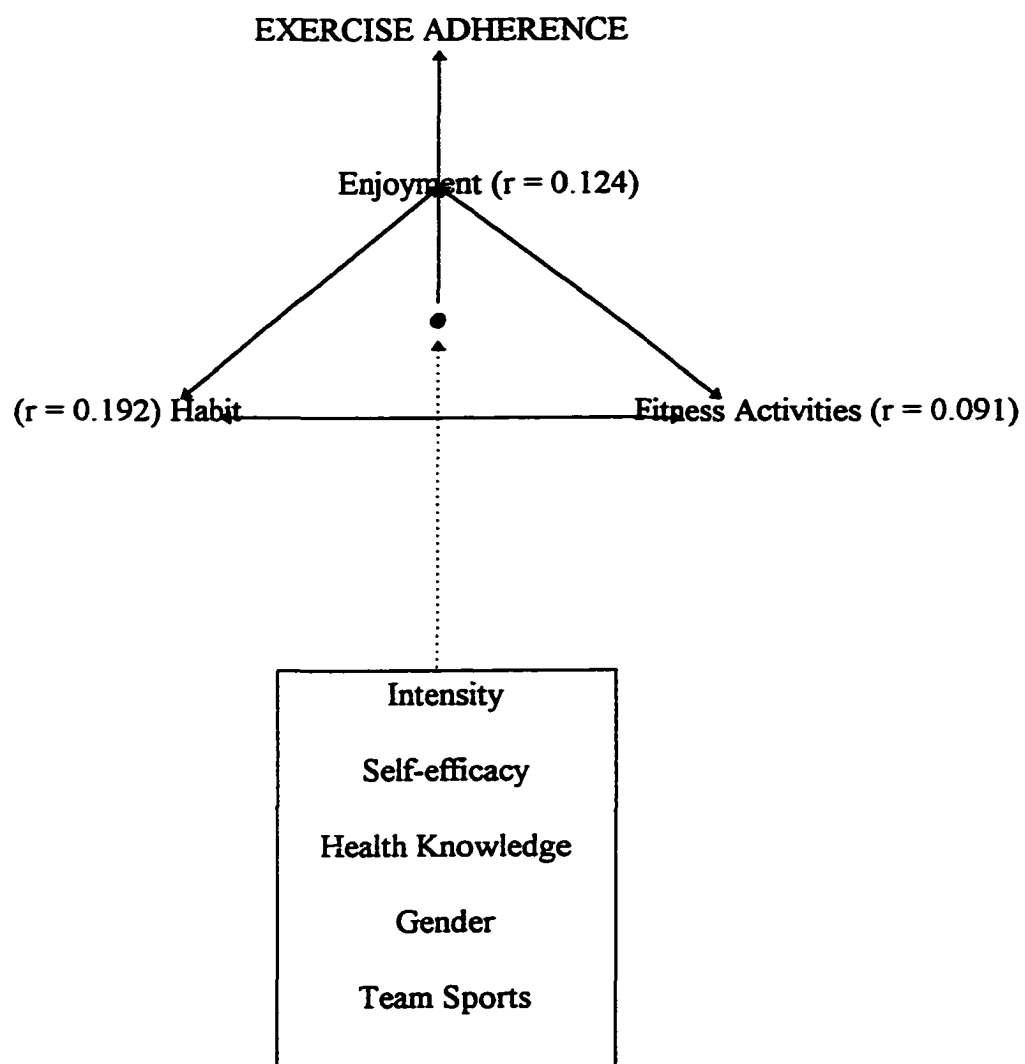 EXERCISE ADHERENCE
Enjoyment (r = 0.124)
(r = 0.192) Habit
Fitness Activities (r = 0.091)
Intensity
Self-efficacy
Health Knowledge
Gender
Team Sports